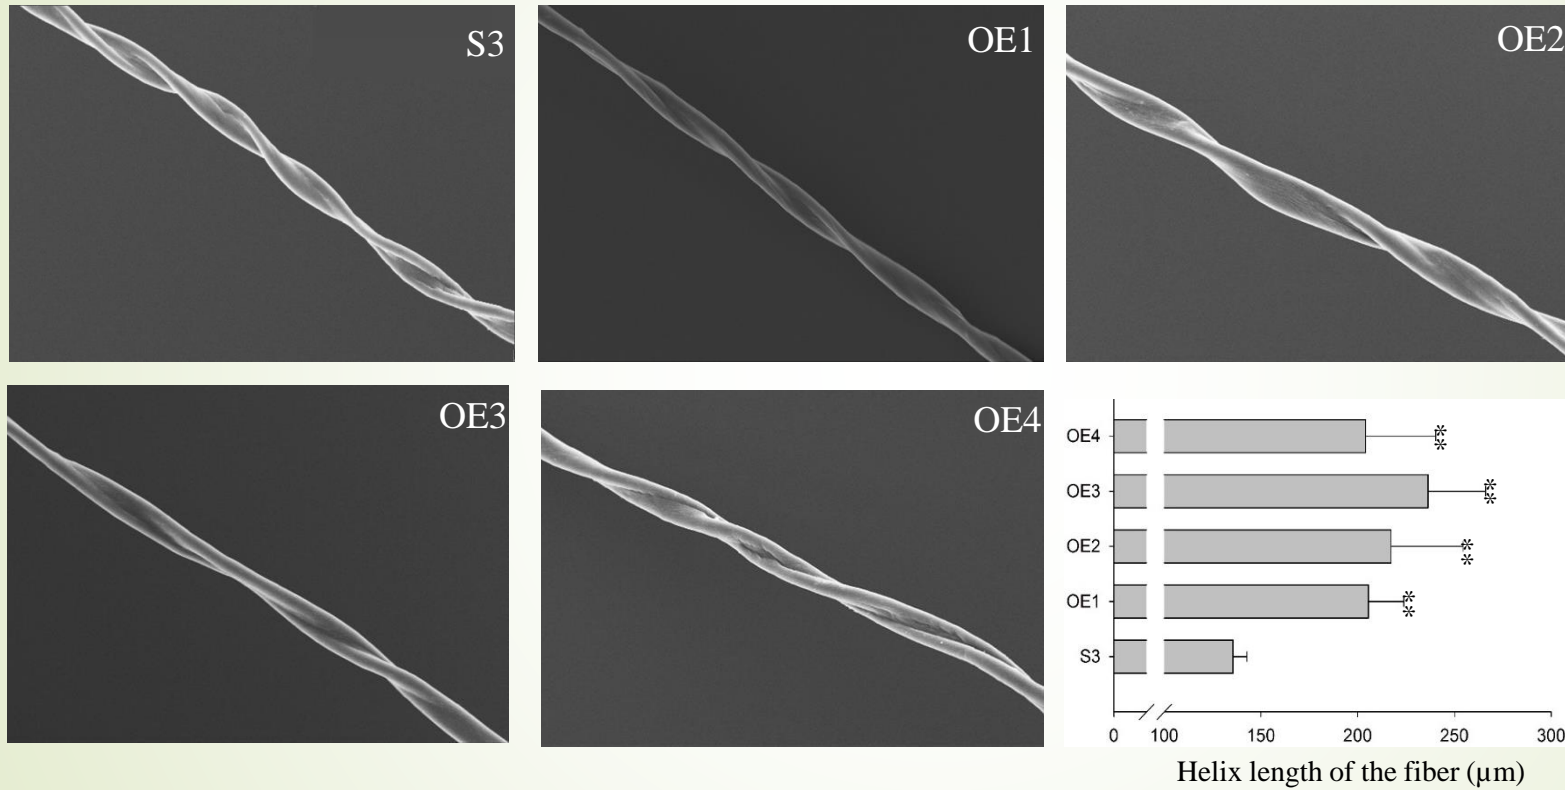 S3
OE1
OE2
OE3
OE4
OE4
**
OE3
**
OE2
**
OE1
**
S3
0 100 150 200 250 300
Helix length of the fiber (µm)